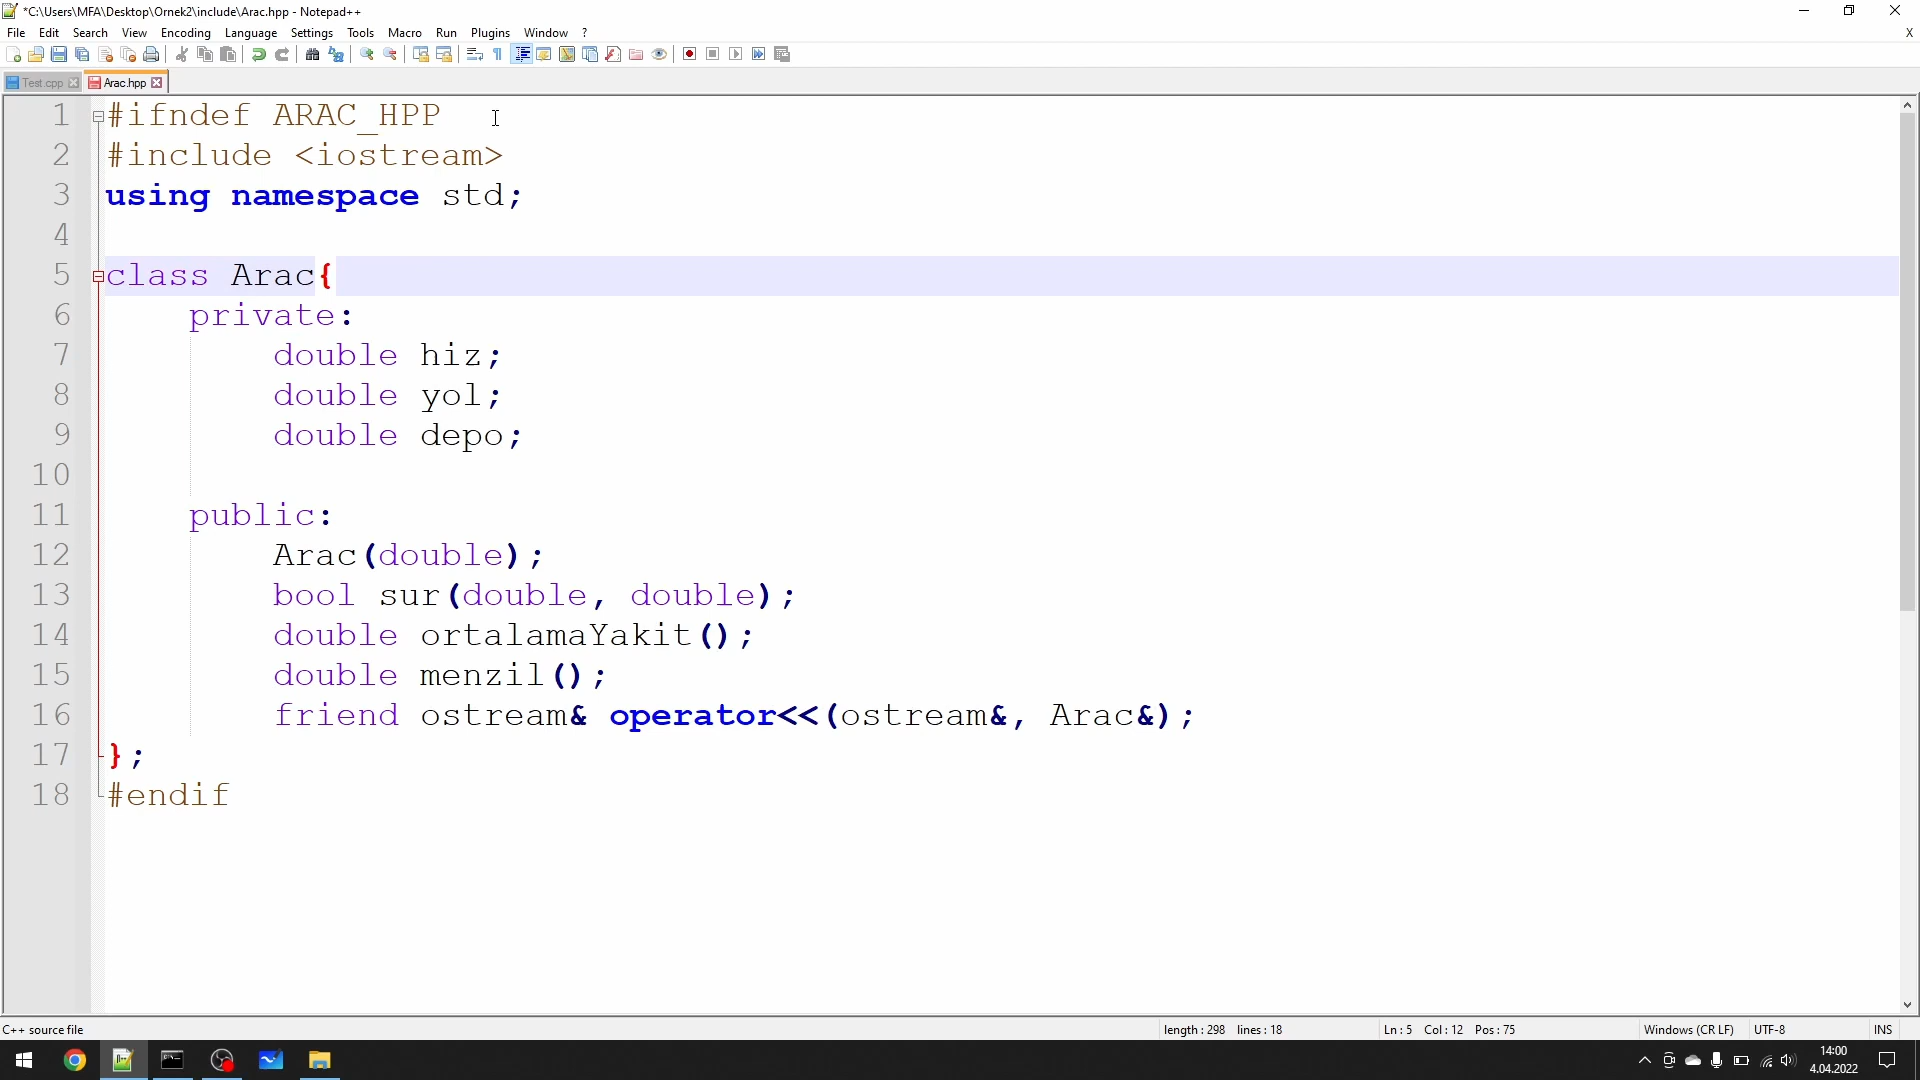 *C:\Users\MFA\Desktop\Ornek2\include\Arac.hpp - Notepad++
File Edit Search View Encoding Language Settings Tools Macro Run Plugins Window ? X
Test.cpp Arac.hpp
1 #ifndef ARAC_HPP
2 #include <iostream>
3 using namespace std;
4
5 class Arac{
6 private:
7 double hiz;
8 double yol;
9 double depo;
10
11 public:
12 Arac(double);
13 bool sur(double, double);
14 double ortalamaYakit();
15 double menzil();
16 friend ostream& operator<<(ostream&, Arac&);
17 };
18 #endif
C++ source file length : 298 lines : 18 Ln : 5 Col : 12 Pos : 75 Windows (CR LF) UTF-8 INS
14:00
4.04.2022